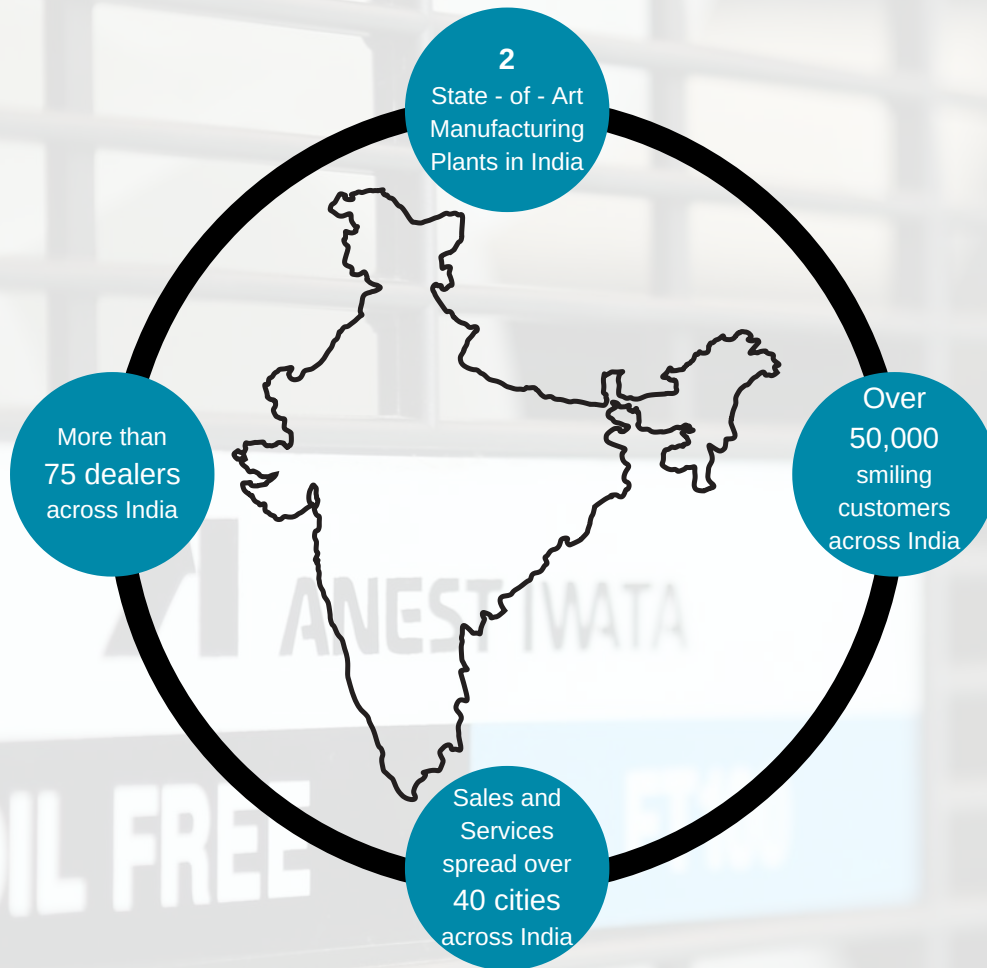 2
State - of - Art
Manufacturing
Plants in India
More than
75 dealers
across India
Over
50,000
smiling
customers
across India
ANEST IWATA
OIL FREE
Sales and
Services
spread over
40 cities
across India